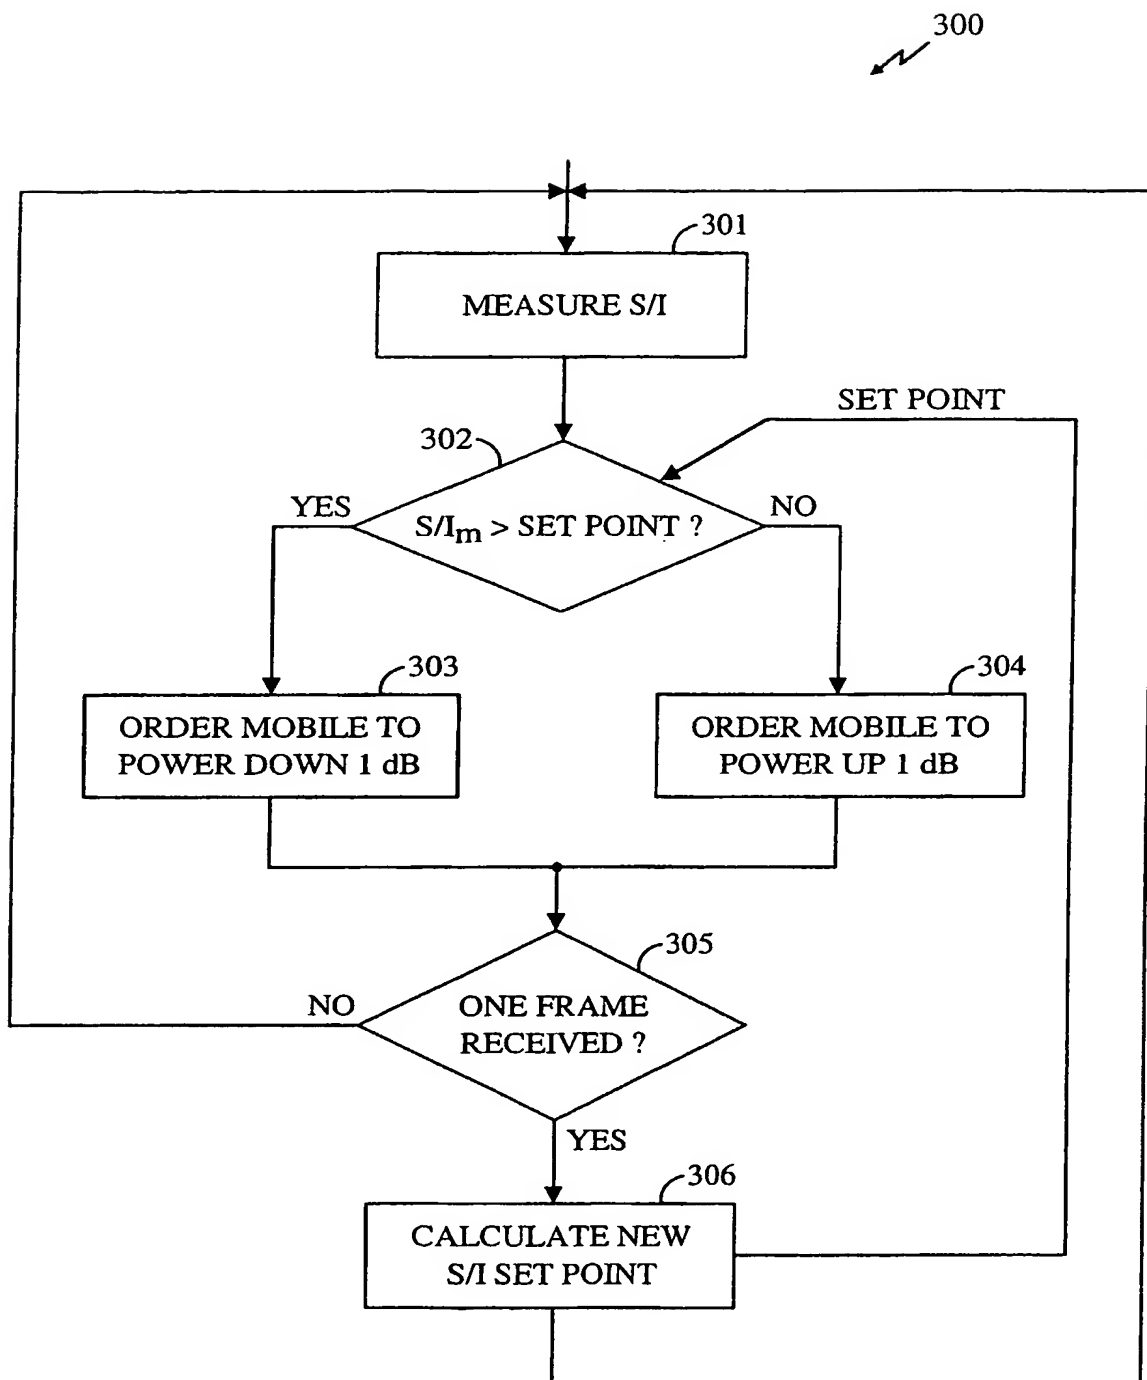 300
301
MEASURE S/I
SET POINT
302
YES
S/Im > SET POINT ?
NO
303
304
ORDER MOBILE TO
POWER DOWN 1 dB
ORDER MOBILE TO
POWER UP 1 dB
305
NO
ONE FRAME
RECEIVED ?
YES
306
CALCULATE NEW
S/I SET POINT